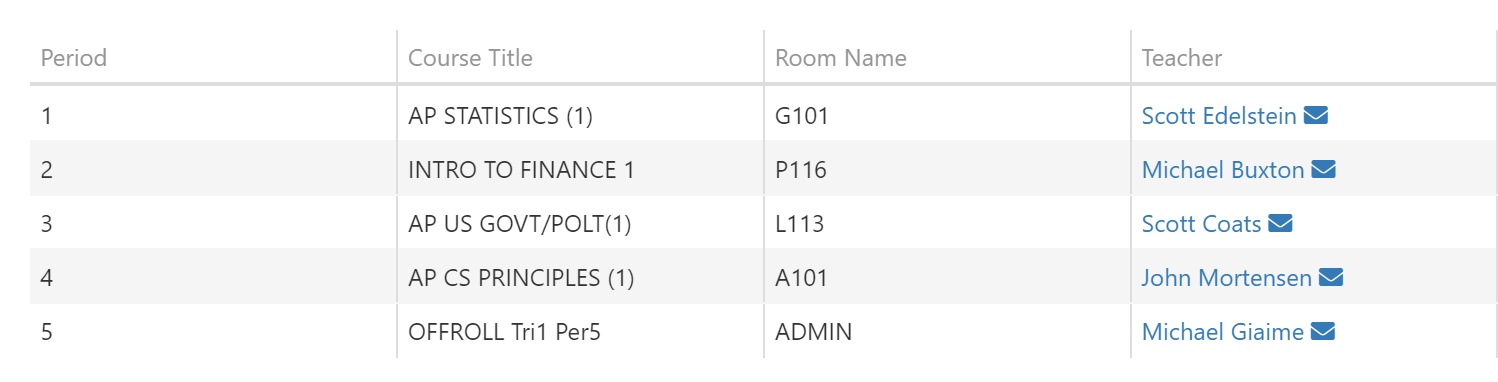 Period Course Title Room Name Teacher
1 AP STATISTICS (1) G101 Scott Edelstein
2 INTRO TO FINANCE 1 P116 Michael Buxton
3 AP US GOVT/POLT(1) L113 Scott Coats
4 AP CS PRINCIPLES (1) A101 John Mortensen
5 OFFROLL Tri1 Per5 ADMIN Michael Giaime